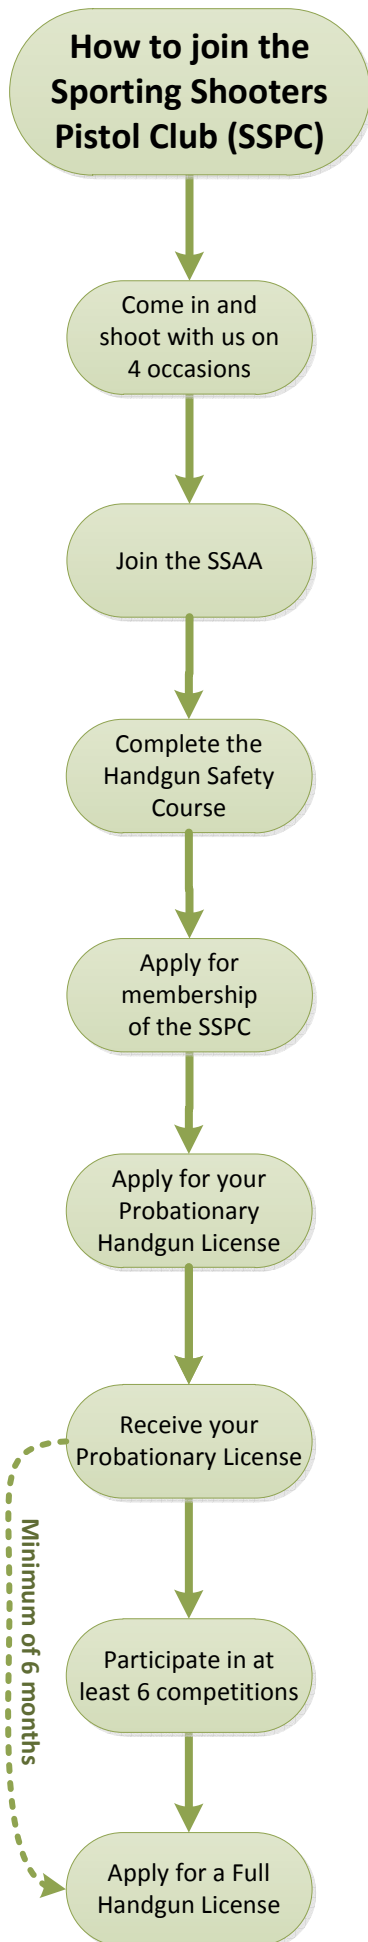 How to join the
Sporting Shooters
Pistol Club (SSPC)
Come in and
shoot with us on
4 occasions
Join the SSAA
Complete the
Handgun Safety
Course
Apply for
membership
of the SSPC
Apply for your
Probationary
Handgun License
Receive your
Probationary License
Minimum of 6 months
Participate in at
least 6 competitions
Apply for a Full
Handgun License